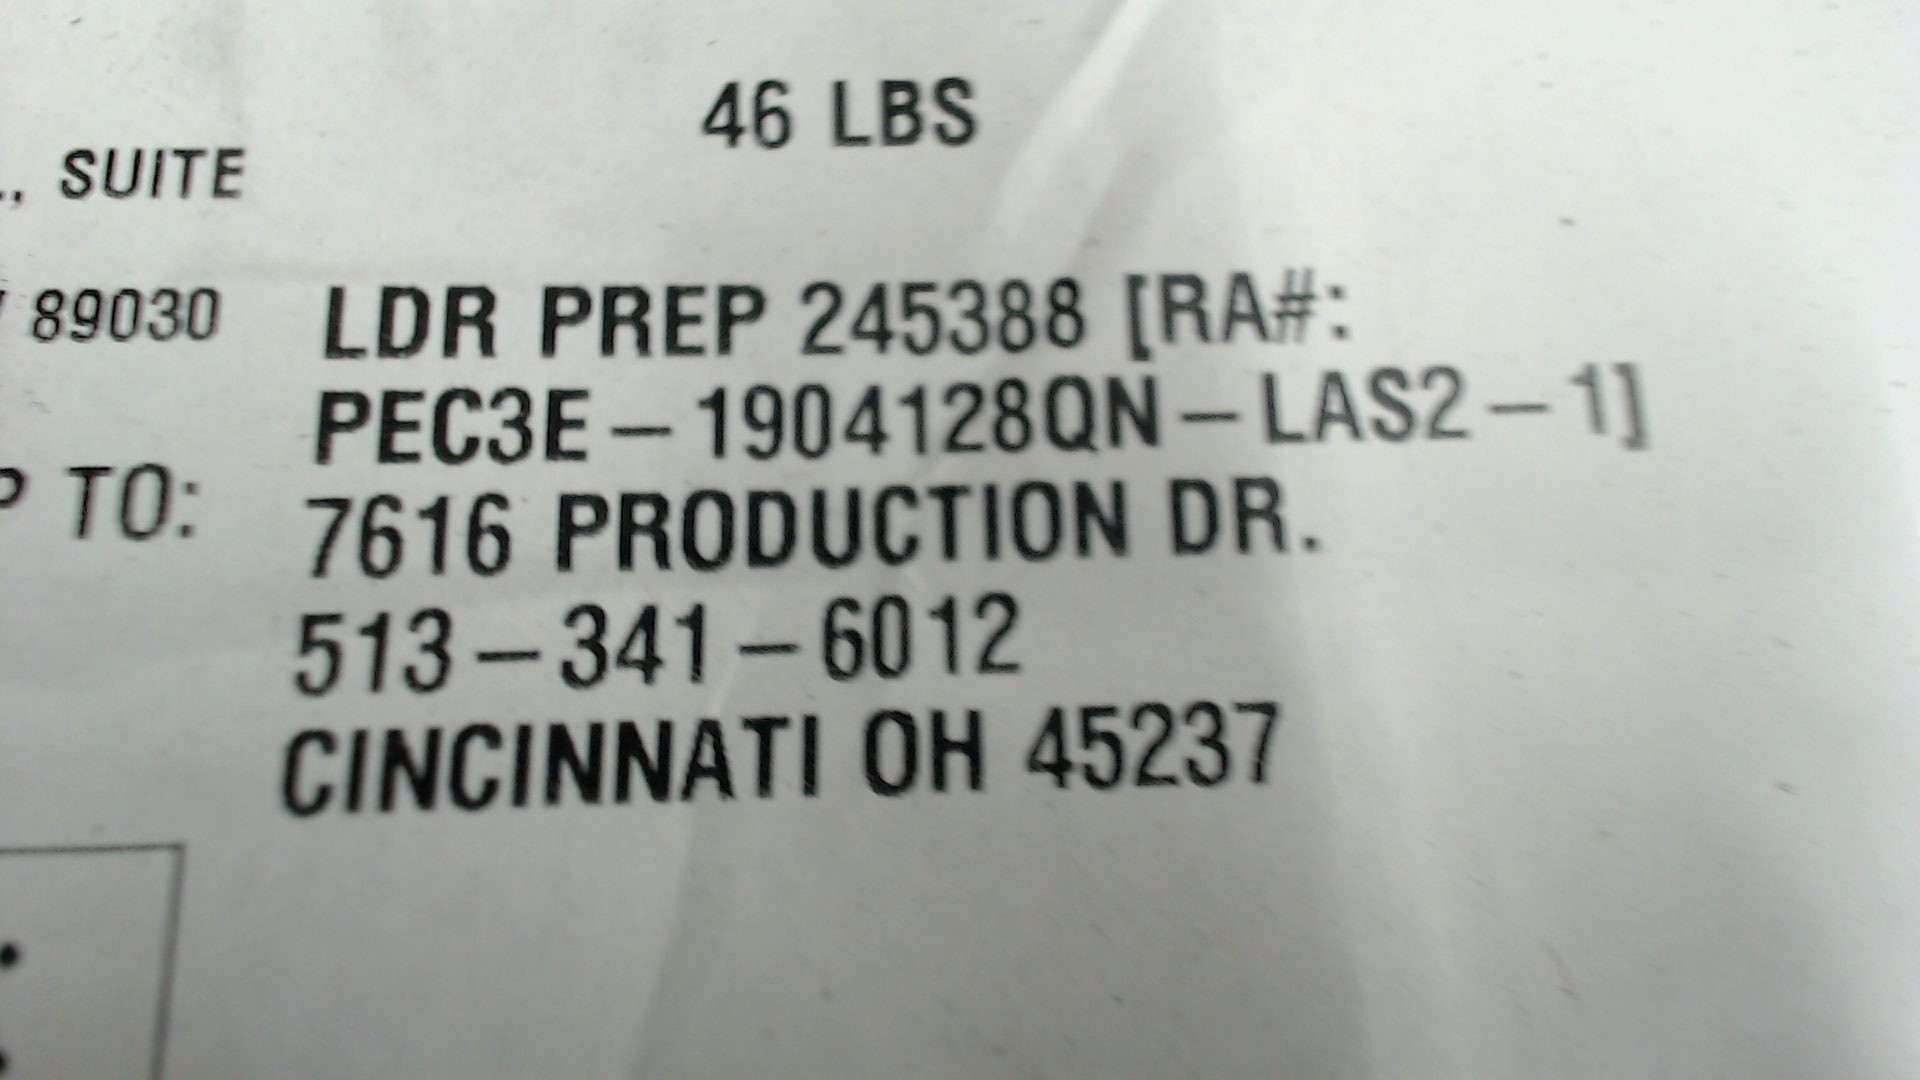 46 LBS
., SUITE
89030
LDR PREP 245388 [RA#:
PEC3E-1904128QN-LAS2-1]
P TO:
7616 PRODUCTION DR.
513-341-6012
CINCINNATI OH 45237